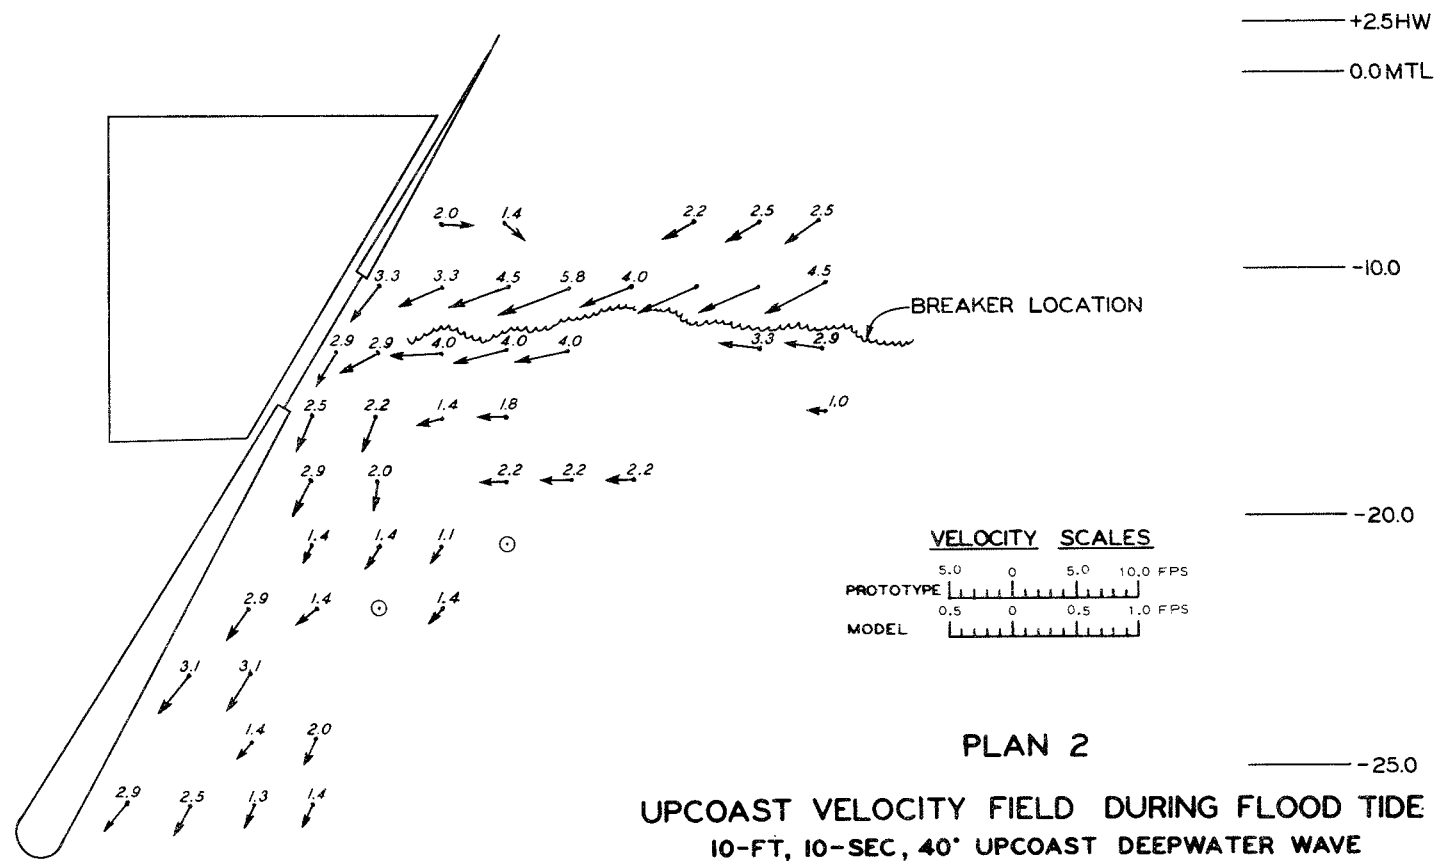 +2.5HW
0.0 MTL
2.0 1.4 2.2 2.5 2.5
3.3 3.3 4.5 5.8 4.0 4.5
-10.0
BREAKER LOCATION
2.9 2.9 4.0 4.0 4.0 3.3 2.9
2.5 2.2 1.4 1.8 1.0
2.9 2.0 2.2 2.2 2.2
-20.0
1.4 1.4 1.1
VELOCITY SCALES
5.0 0 5.0 10.0 FPS
PROTOTYPE
0.5 0 0.5 1.0 FPS
MODEL
2.9 1.4 1.4
3.1 3.1
1.4 2.0
PLAN 2
-25.0
2.9 2.5 1.3 1.4
UPCOAST VELOCITY FIELD DURING FLOOD TIDE
10-FT, 10-SEC, 40° UPCOAST DEEPWATER WAVE